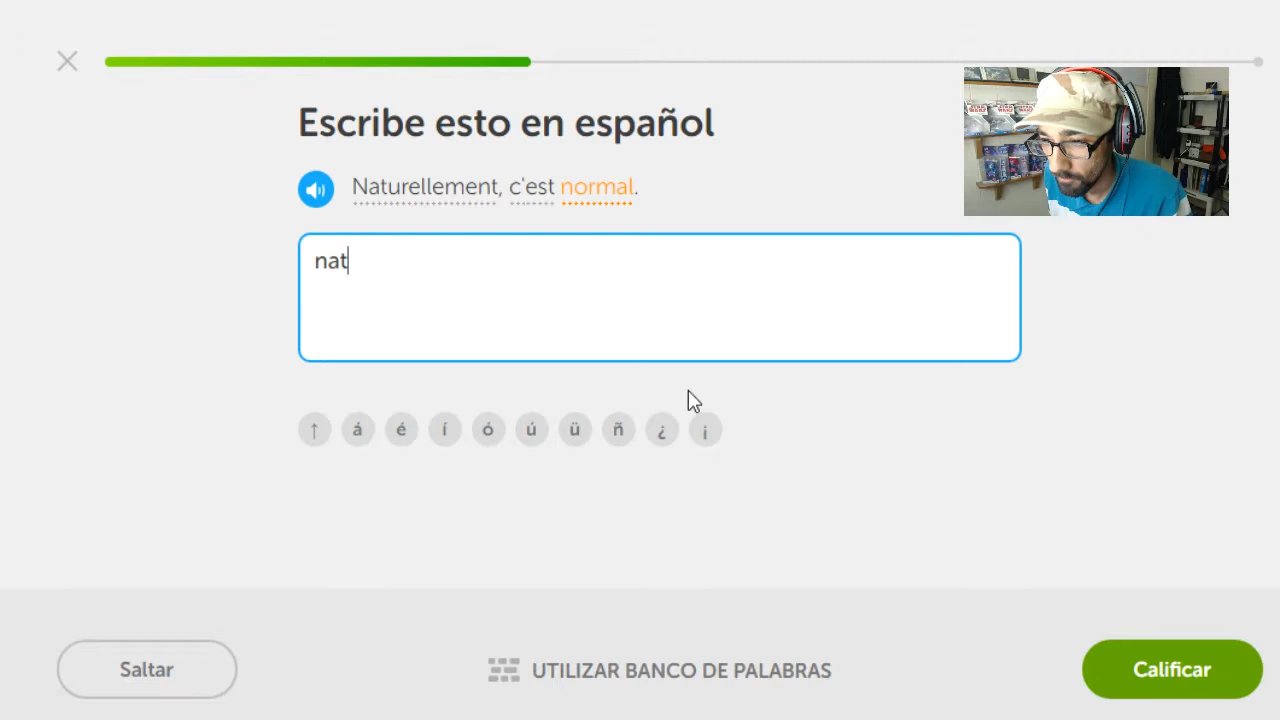 Escribe esto en español
Naturellement, c'est normal.
nat
↑ á é í ó ú ü ñ ¿ ¡
Saltar
UTILIZAR BANCO DE PALABRAS
Calificar